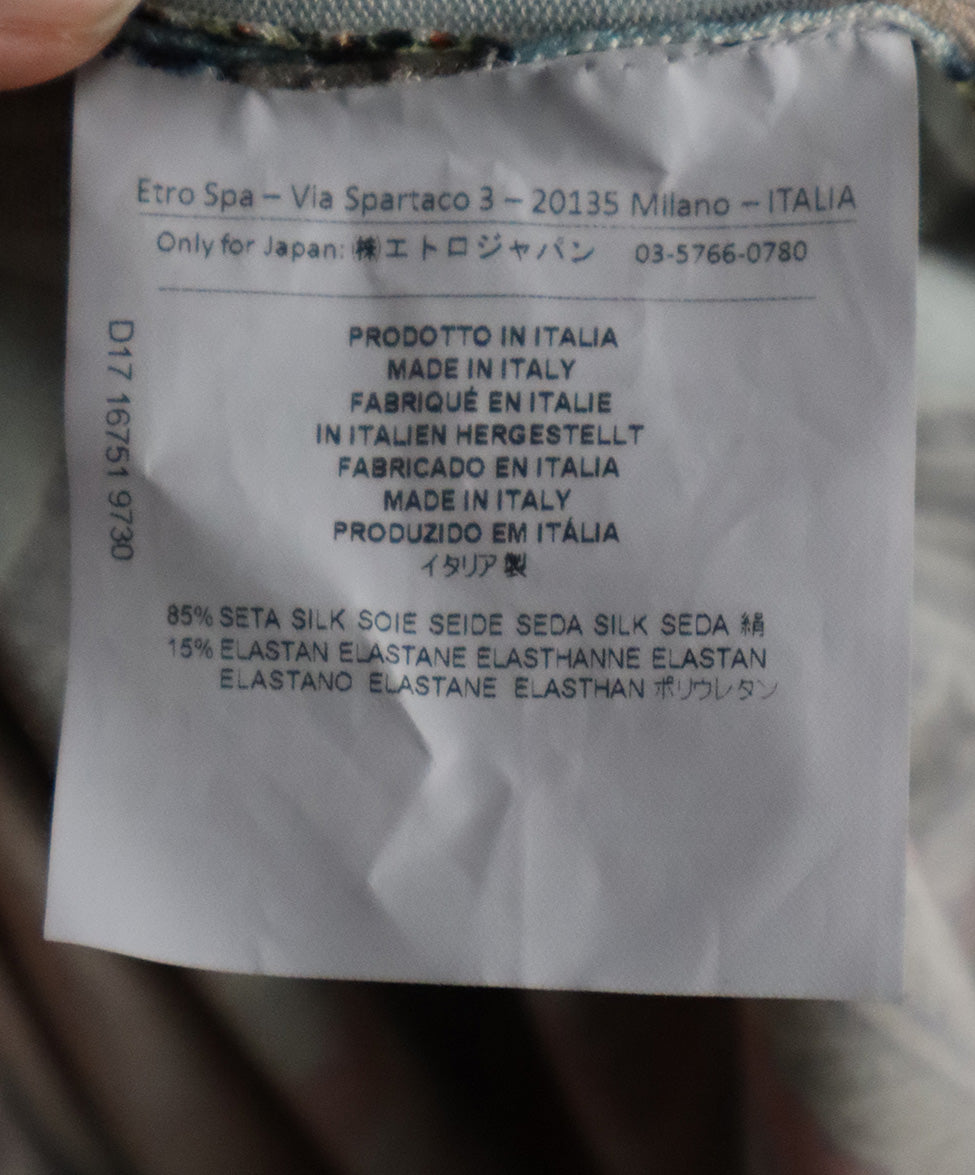 Etro Spa – Via Spartaco 3 – 20135 Milano – ITALIA
Only for Japan: ㈱エトロジャパン 03-5766-0780
D17 16751 9730
PRODOTTO IN ITALIA
MADE IN ITALY
FABRIQUÉ EN ITALIE
IN ITALIEN HERGESTELLT
FABRICADO EN ITALIA
MADE IN ITALY
PRODUZIDO EM ITÁLIA
イタリア製
85% SETA SILK SOIE SEIDE SEDA SILK SEDA 絹
15% ELASTAN ELASTANE ELASTHANNE ELASTAN
ELASTANO ELASTANE ELASTHAN ポリウレタン